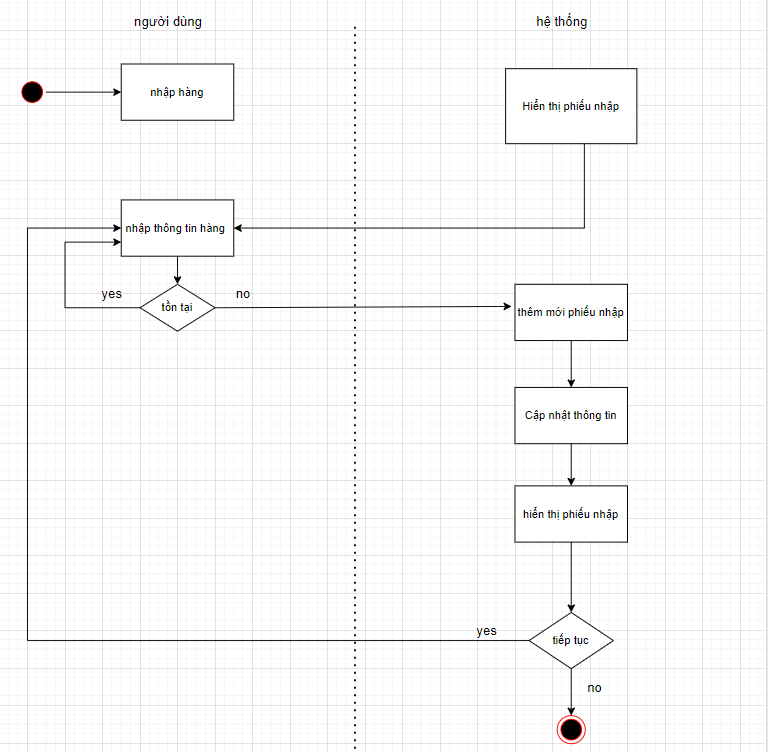 người dùng
hệ thống
nhập hàng
Hiển thị phiếu nhập
nhập thông tin hàng
yes
tồn tại
no
thêm mới phiếu nhập
Cập nhật thông tin
hiển thị phiếu nhập
yes
tiếp tục
no